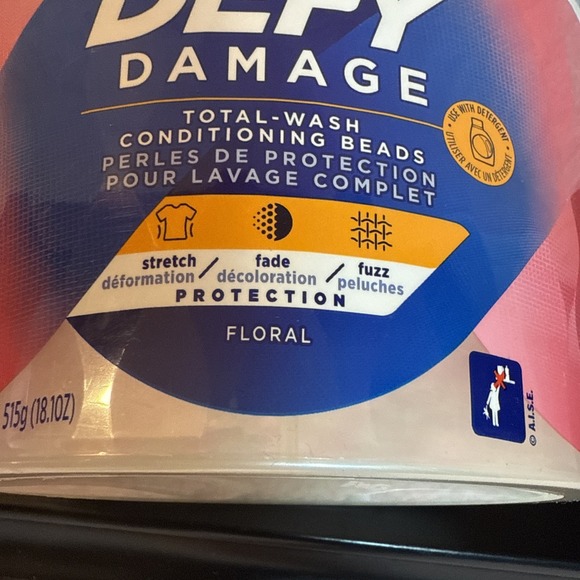 DEFY
DAMAGE
TOTAL-WASH
CONDITIONING BEADS
PERLES DE PROTECTION
POUR LAVAGE COMPLET
• USE WITH DETERGENT •
UTILISER AVEC UN DÉTERGENT
stretch / fade / fuzz
déformation décoloration peluches
PROTECTION
FLORAL
515g (18.1OZ)
© A.I.S.E.